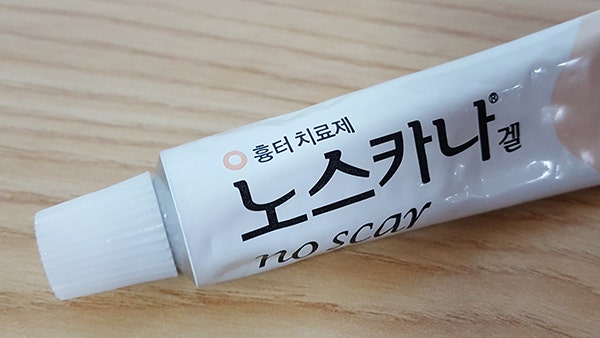 흉터 치료제
노스카나® 겔
no scar